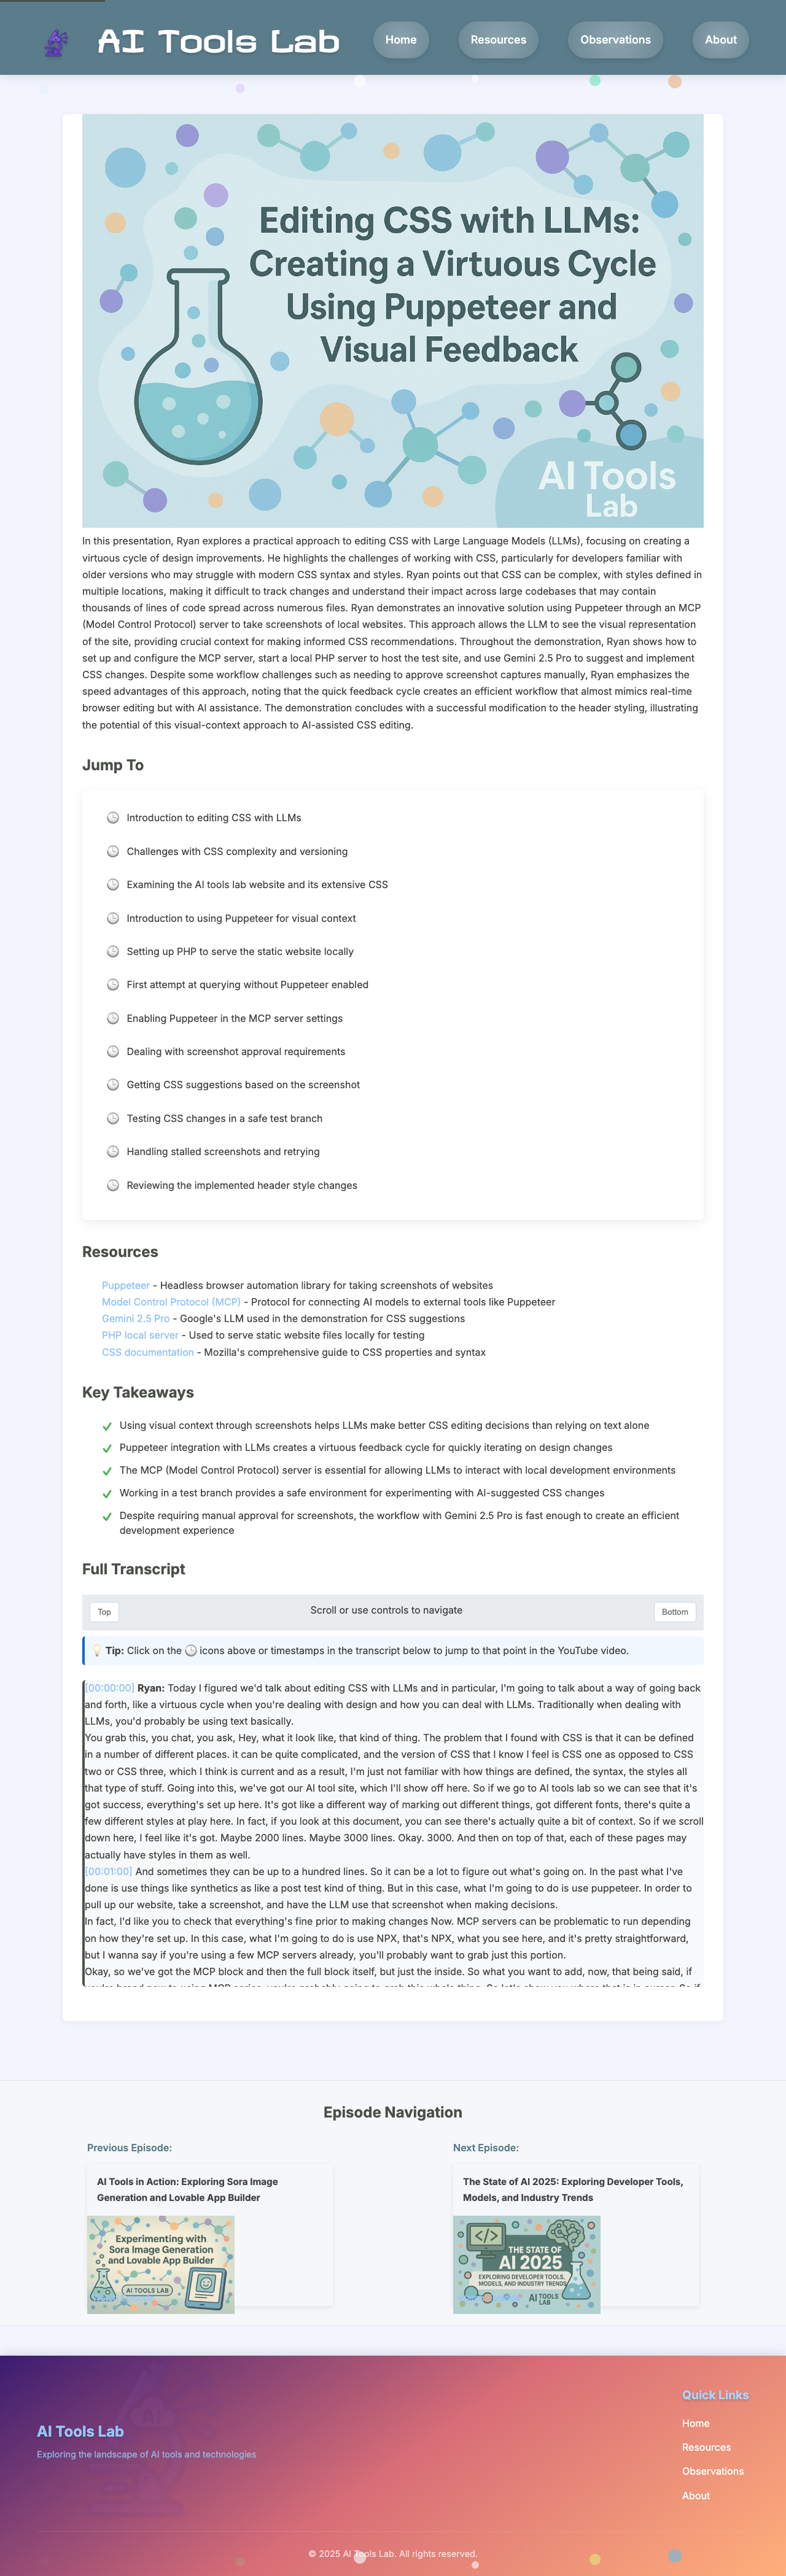 AI Tools Lab
Home
Resources
Observations
About
Editing CSS with LLMs:
Creating a Virtuous Cycle
Using Puppeteer and
Visual Feedback
AI Tools
Lab
In this presentation, Ryan explores a practical approach to editing CSS with Large Language Models (LLMs), focusing on creating a
virtuous cycle of design improvements. He highlights the challenges of working with CSS, particularly for developers familiar with
older versions who may struggle with modern CSS syntax and styles. Ryan points out that CSS can be complex, with styles defined in
multiple locations, making it difficult to track changes and understand their impact across large codebases that may contain
thousands of lines of code spread across numerous files. Ryan demonstrates an innovative solution using Puppeteer through an MCP
(Model Control Protocol) server to take screenshots of local websites. This approach allows the LLM to see the visual representation
of the site, providing crucial context for making informed CSS recommendations. Throughout the demonstration, Ryan shows how to
set up and configure the MCP server, start a local PHP server to host the test site, and use Gemini 2.5 Pro to suggest and implement
CSS changes. Despite some workflow challenges such as needing to approve screenshot captures manually, Ryan emphasizes the
speed advantages of this approach, noting that the quick feedback cycle creates an efficient workflow that almost mimics real-time
browser editing but with AI assistance. The demonstration concludes with a successful modification to the header styling, illustrating
the potential of this visual-context approach to AI-assisted CSS editing.
Jump To
Introduction to editing CSS with LLMs
Challenges with CSS complexity and versioning
Examining the AI tools lab website and its extensive CSS
Introduction to using Puppeteer for visual context
Setting up PHP to serve the static website locally
First attempt at querying without Puppeteer enabled
Enabling Puppeteer in the MCP server settings
Dealing with screenshot approval requirements
Getting CSS suggestions based on the screenshot
Testing CSS changes in a safe test branch
Handling stalled screenshots and retrying
Reviewing the implemented header style changes
Resources
Puppeteer - Headless browser automation library for taking screenshots of websites
Model Control Protocol (MCP) - Protocol for connecting AI models to external tools like Puppeteer
Gemini 2.5 Pro - Google's LLM used in the demonstration for CSS suggestions
PHP local server - Used to serve static website files locally for testing
CSS documentation - Mozilla's comprehensive guide to CSS properties and syntax
Key Takeaways
Using visual context through screenshots helps LLMs make better CSS editing decisions than relying on text alone
Puppeteer integration with LLMs creates a virtuous feedback cycle for quickly iterating on design changes
The MCP (Model Control Protocol) server is essential for allowing LLMs to interact with local development environments
Working in a test branch provides a safe environment for experimenting with AI-suggested CSS changes
Despite requiring manual approval for screenshots, the workflow with Gemini 2.5 Pro is fast enough to create an efficient
development experience
Full Transcript
Top
Scroll or use controls to navigate
Bottom
Tip: Click on the icons above or timestamps in the transcript below to jump to that point in the YouTube video.
[00:00:00] Ryan: Today I figured we'd talk about editing CSS with LLMs and in particular, I'm going to talk about a way of going back
and forth, like a virtuous cycle when you're dealing with design and how you can deal with LLMs. Traditionally when dealing with
LLMs, you'd probably be using text basically.
You grab this, you chat, you ask, Hey, what it look like, that kind of thing. The problem that I found with CSS is that it can be defined
in a number of different places. it can be quite complicated, and the version of CSS that I know I feel is CSS one as opposed to CSS
two or CSS three, which I think is current and as a result, I'm just not familiar with how things are defined, the syntax, the styles all
that type of stuff. Going into this, we've got our AI tool site, which I'll show off here. So if we go to AI tools lab so we can see that it's
got success, everything's set up here. It's got like a different way of marking out different things, got different fonts, there's quite a
few different styles at play here. In fact, if you look at this document, you can see there's actually quite a bit of context. So if we scroll
down here, I feel like it's got. Maybe 2000 lines. Maybe 3000 lines. Okay. 3000. And then on top of that, each of these pages may
actually have styles in them as well.
[00:01:00] And sometimes they can be up to a hundred lines. So it can be a lot to figure out what's going on. In the past what I've
done is use things like synthetics as like a post test kind of thing. But in this case, what I'm going to do is use puppeteer. In order to
pull up our website, take a screenshot, and have the LLM use that screenshot when making decisions.
In fact, I'd like you to check that everything's fine prior to making changes Now. MCP servers can be problematic to run depending
on how they're set up. In this case, what I'm going to do is use NPX, that's NPX, what you see here, and it's pretty straightforward,
but I wanna say if you're using a few MCP servers already, you'll probably want to grab just this portion.
Okay, so we've got the MCP block and then the full block itself, but just the inside. So what you want to add, now, that being said, if
Episode Navigation
Previous Episode:
AI Tools in Action: Exploring Sora Image
Generation and Lovable App Builder
Experimenting with
Sora Image Generation
and Lovable App Builder
AI TOOLS LAB
Next Episode:
The State of AI 2025: Exploring Developer Tools,
Models, and Industry Trends
THE STATE OF
AI 2025
EXPLORING DEVELOPER TOOLS,
MODELS, AND INDUSTRY TRENDS
AI TOOLS
LAB
AI Tools Lab
Exploring the landscape of AI tools and technologies
Quick Links
Home
Resources
Observations
About
© 2025 AI Tools Lab. All rights reserved.